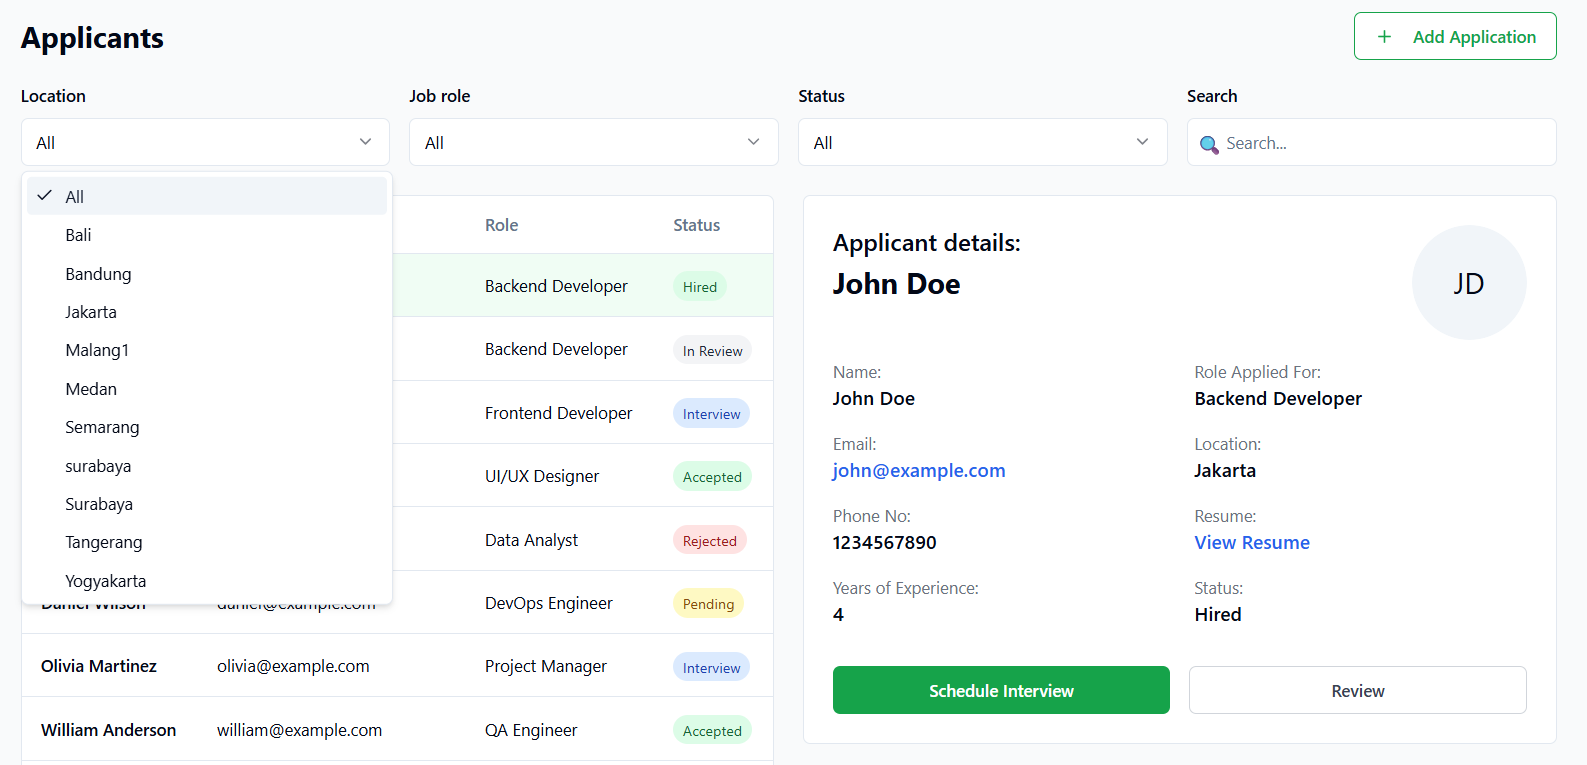 Applicants
+ Add Application
Location
Job role
Status
Search
All
All
All
Search...
All
Bali
Bandung
Jakarta
Malang1
Medan
Semarang
surabaya
Surabaya
Tangerang
Yogyakarta
Role Status
Backend Developer Hired
Backend Developer In Review
Frontend Developer Interview
UI/UX Designer Accepted
Data Analyst Rejected
Daniel Wilson daniel@example.com DevOps Engineer Pending
Olivia Martinez olivia@example.com Project Manager Interview
William Anderson william@example.com QA Engineer Accepted
Applicant details:
John Doe
JD
Name:
John Doe
Role Applied For:
Backend Developer
Email:
john@example.com
Location:
Jakarta
Phone No:
1234567890
Resume:
View Resume
Years of Experience:
4
Status:
Hired
Schedule Interview
Review